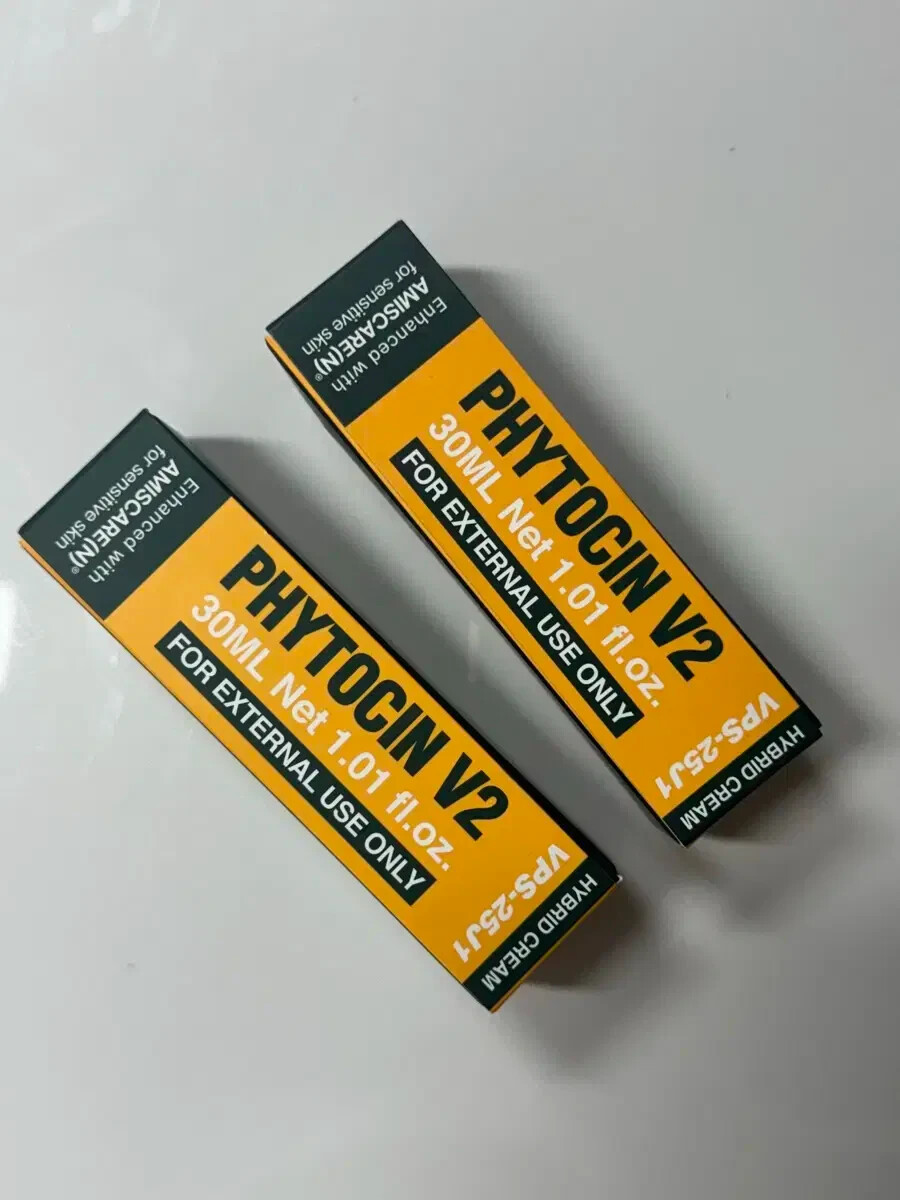 Enhanced with
AMISCARE(N)®
for sensitive skin
PHYTOCIN V2
30ML Net 1.01 fl.oz.
FOR EXTERNAL USE ONLY
VPS-25J1
HYBRID CREAM
Enhanced with
AMISCARE(N)®
for sensitive skin
PHYTOCIN V2
30ML Net 1.01 fl.oz.
FOR EXTERNAL USE ONLY
VPS-25J1
HYBRID CREAM